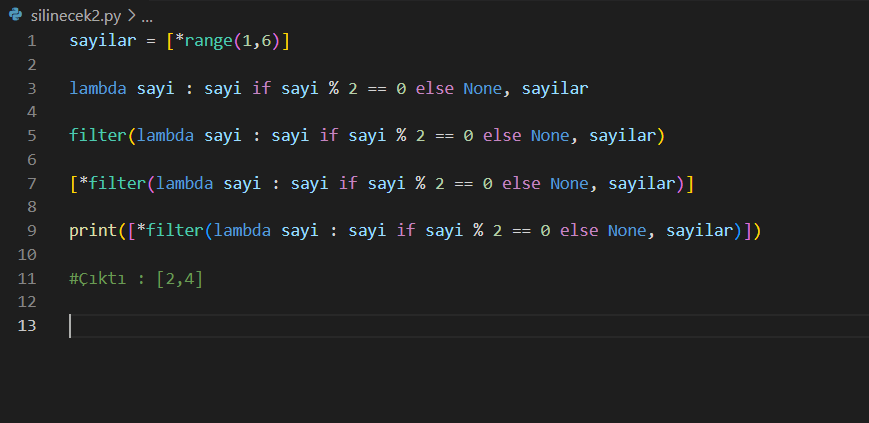 silinecek2.py > ...
1 sayilar = [*range(1,6)]
2
3 lambda sayi : sayi if sayi % 2 == 0 else None, sayilar
4
5 filter(lambda sayi : sayi if sayi % 2 == 0 else None, sayilar)
6
7 [*filter(lambda sayi : sayi if sayi % 2 == 0 else None, sayilar)]
8
9 print([*filter(lambda sayi : sayi if sayi % 2 == 0 else None, sayilar)])
10
11 #Çıktı : [2,4]
12
13